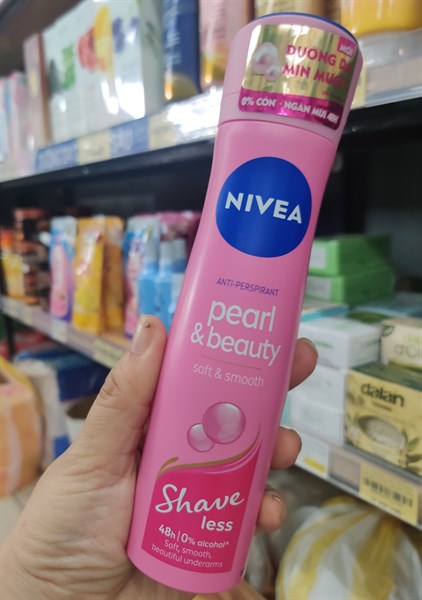 MỚI
DƯỠNG DA
MỊN MƯỢT
0% CỒN • NGĂN MÙI 48H
NIVEA
ANTI-PERSPIRANT
pearl
& beauty
soft & smooth
Shave
less
48h | 0% alcohol*
Soft, smooth,
beautiful underarms
dalan